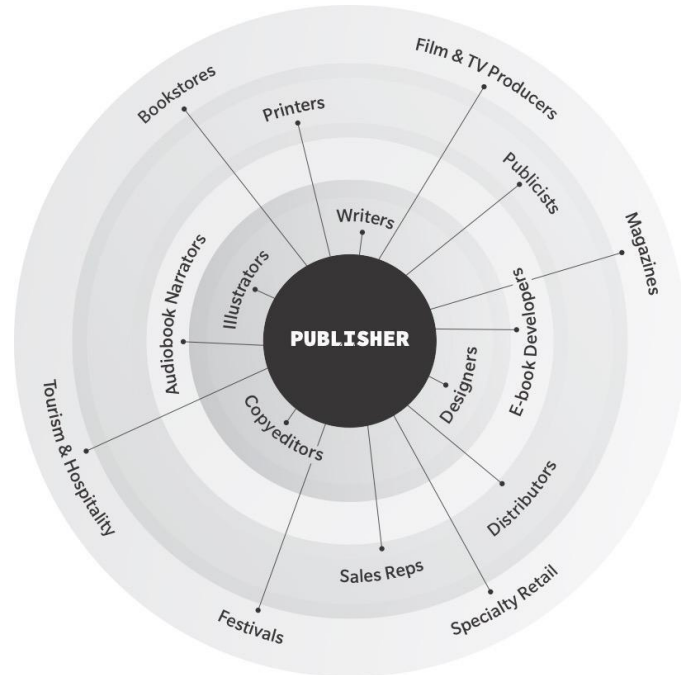 Film & TV Producers
Bookstores
Printers
Publicists
Writers
Magazines
Audiobook Narrators
Illustrators
E-book Developers
PUBLISHER
Designers
Tourism & Hospitality
Copyeditors
Distributors
Sales Reps
Specialty Retail
Festivals